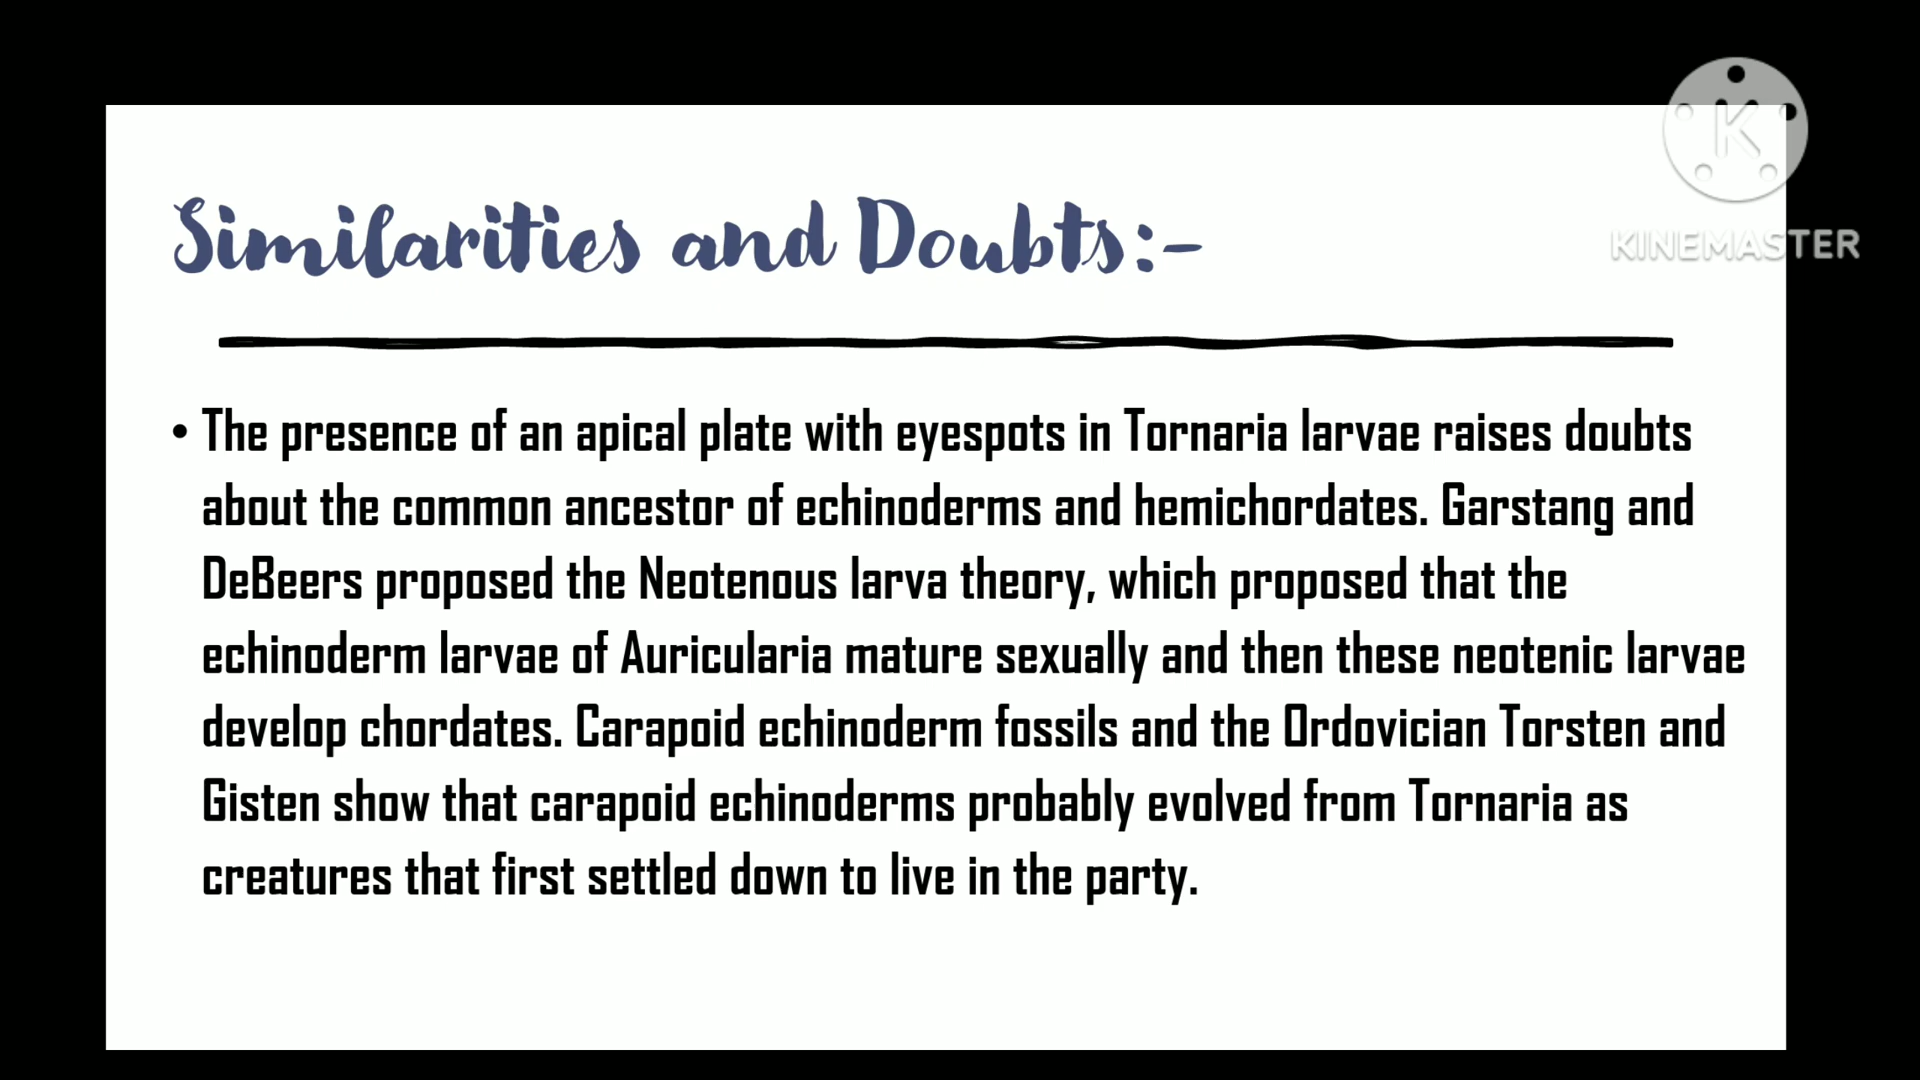 K
KINEMASTER
Similarities and Doubts:-
• The presence of an apical plate with eyespots in Tornaria larvae raises doubts
about the common ancestor of echinoderms and hemichordates. Garstang and
DeBeers proposed the Neotenous larva theory, which proposed that the
echinoderm larvae of Auricularia mature sexually and then these neotenic larvae
develop chordates. Carapoid echinoderm fossils and the Ordovician Torsten and
Gisten show that carapoid echinoderms probably evolved from Tornaria as
creatures that first settled down to live in the party.